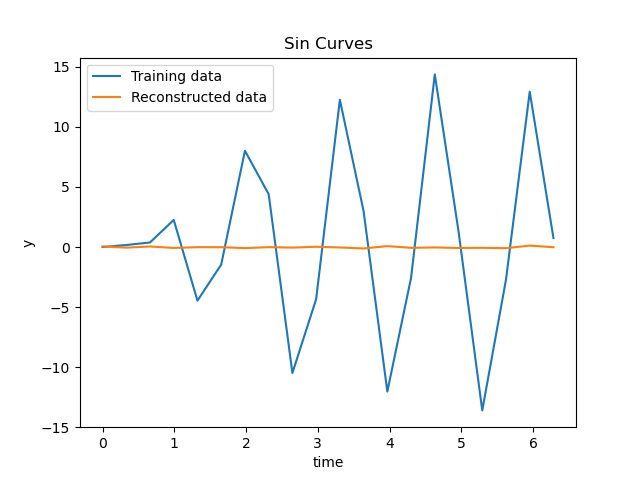 Sin Curves
Training data
Reconstructed data
15
10
5
0
−5
−10
−15
y
0 1 2 3 4 5 6
time